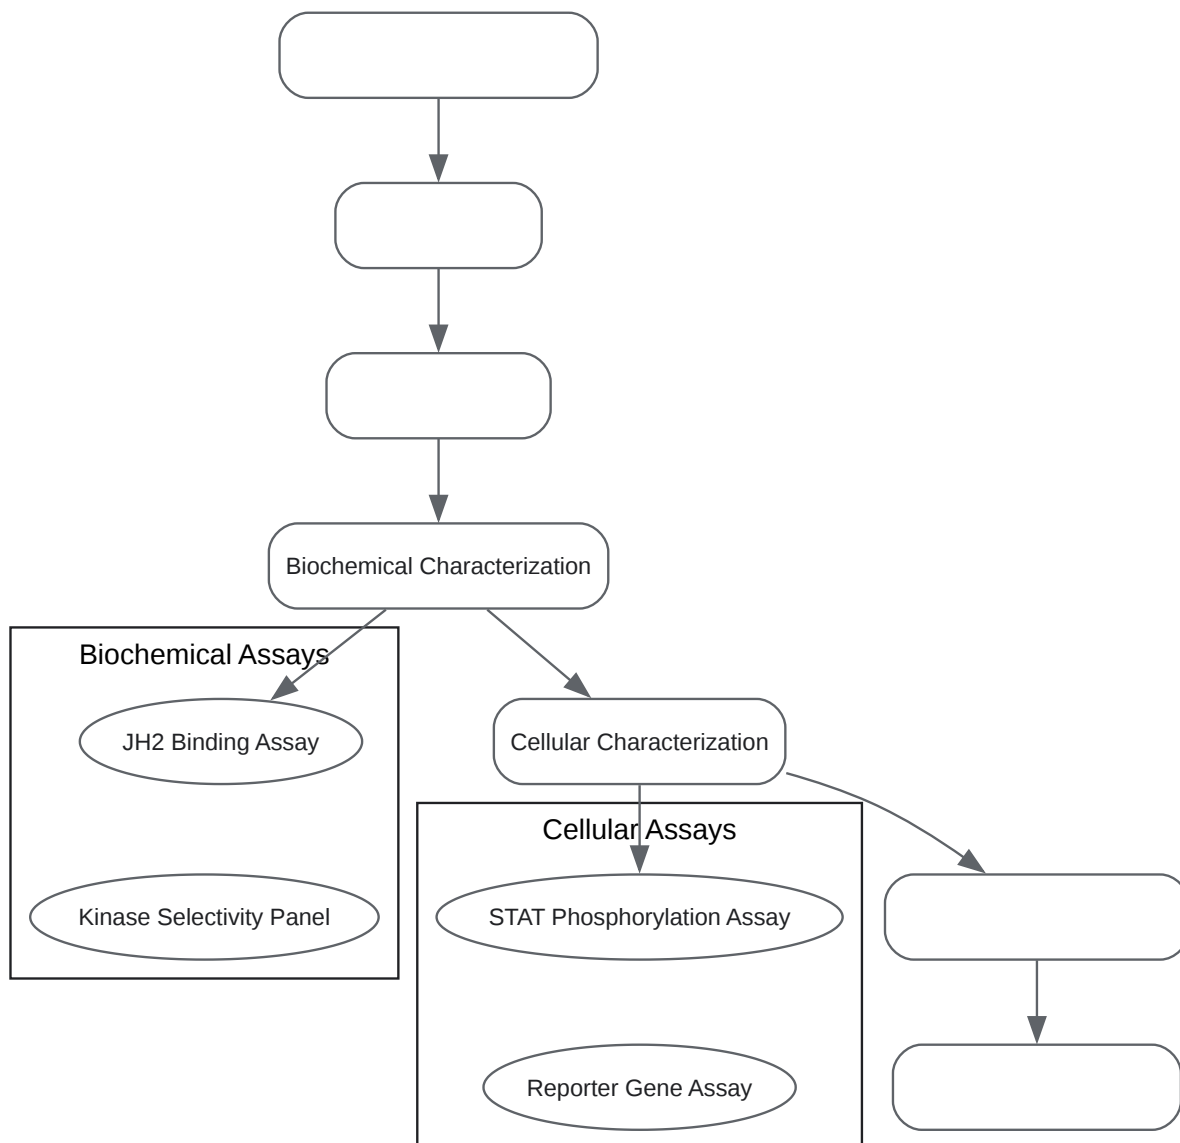 Biochemical Characterization
Biochemical Assays
JH2 Binding Assay
Cellular Characterization
Cellular Assays
Kinase Selectivity Panel
STAT Phosphorylation Assay
Reporter Gene Assay